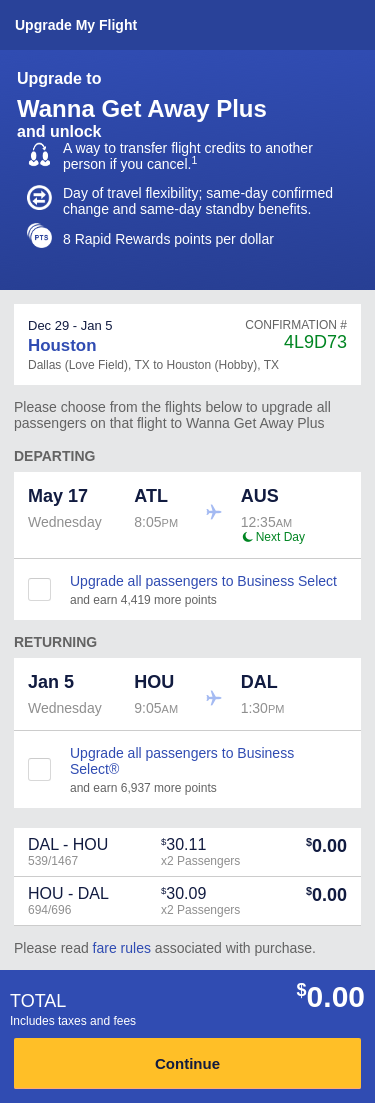 Upgrade My Flight
Upgrade to
Wanna Get Away Plus
and unlock
A way to transfer flight credits to another
person if you cancel.1
Day of travel flexibility; same-day confirmed
change and same-day standby benefits.
PTS
8 Rapid Rewards points per dollar
Dec 29 - Jan 5
CONFIRMATION #
Houston
4L9D73
Dallas (Love Field), TX to Houston (Hobby), TX
Please choose from the flights below to upgrade all
passengers on that flight to Wanna Get Away Plus
DEPARTING
May 17 ATL AUS
Wednesday 8:05PM 12:35AM
Next Day
Upgrade all passengers to Business Select
and earn 4,419 more points
RETURNING
Jan 5 HOU DAL
Wednesday 9:05AM 1:30PM
Upgrade all passengers to Business
Select®
and earn 6,937 more points
DAL - HOU $30.11 $0.00
539/1467 x2 Passengers
HOU - DAL $30.09 $0.00
694/696 x2 Passengers
Please read fare rules associated with purchase.
TOTAL $0.00
Includes taxes and fees
Continue